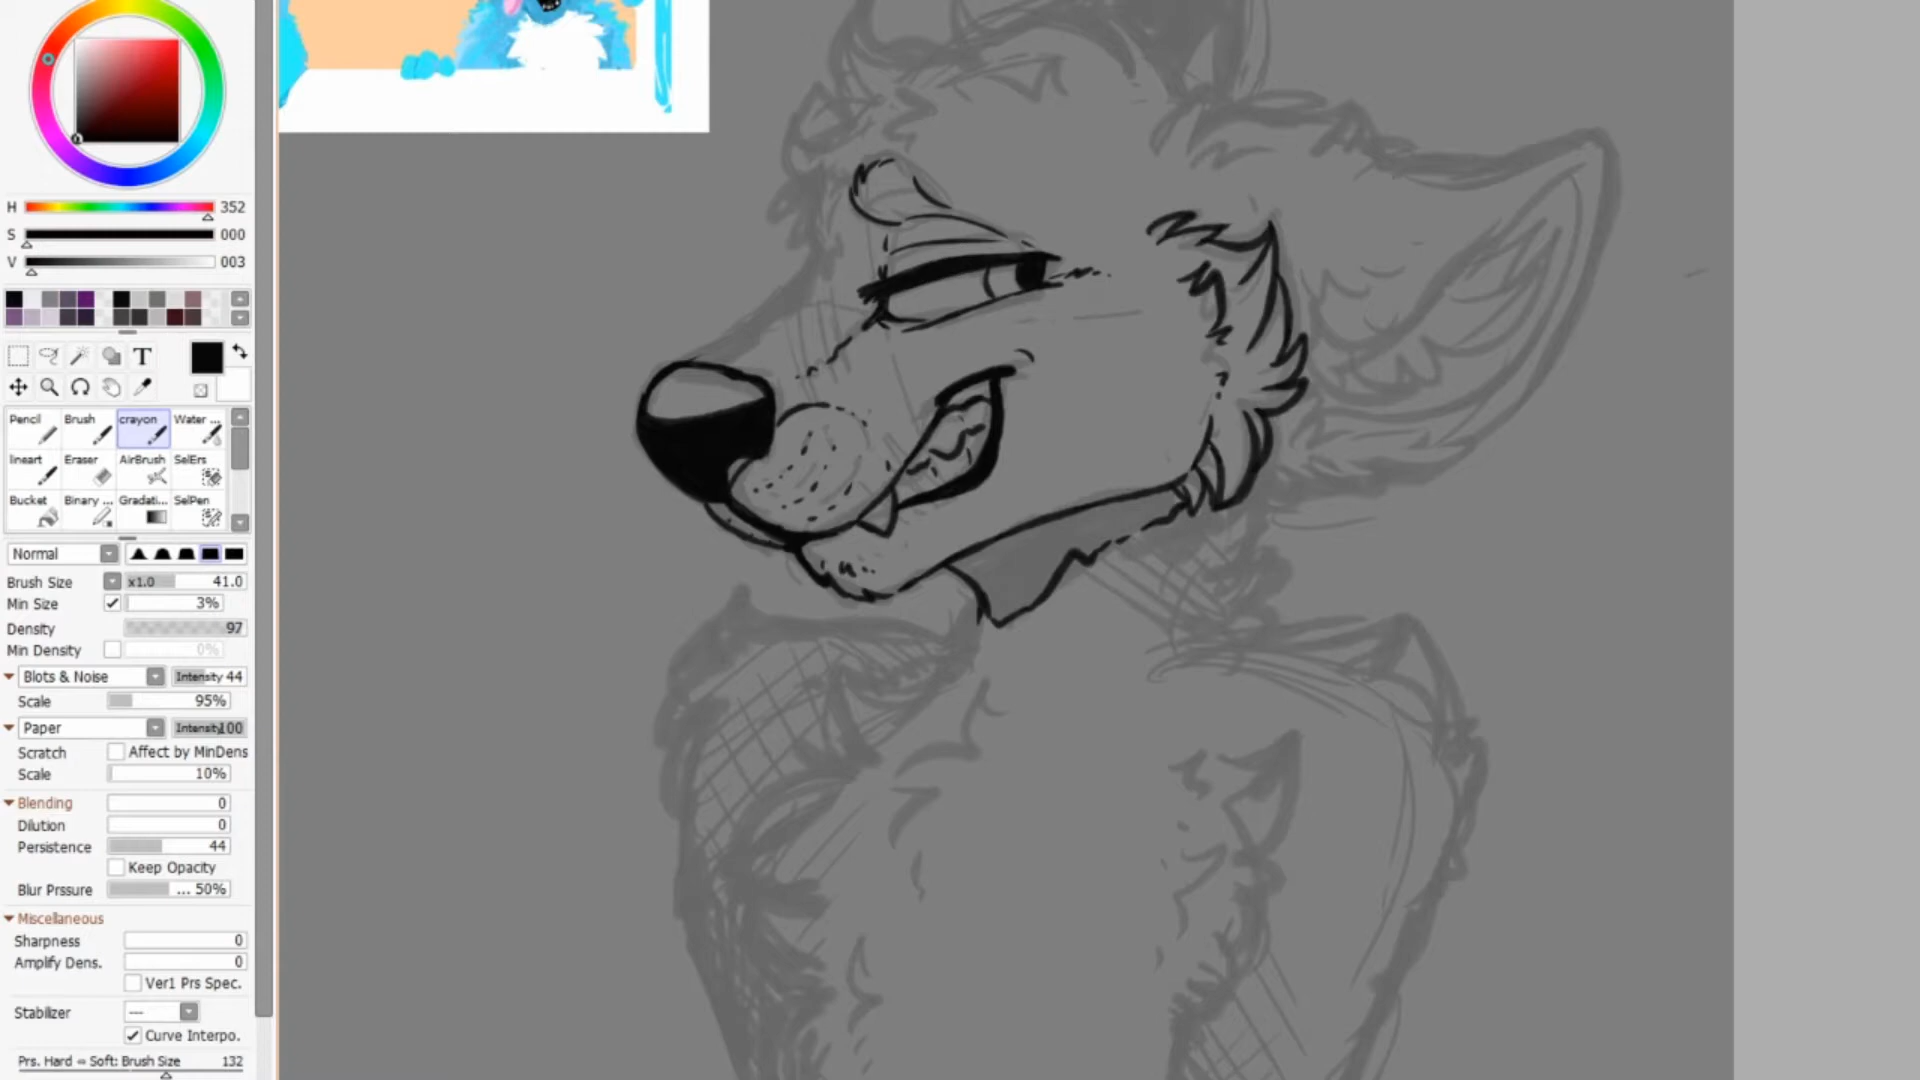 H 352
S 000
V 003
T
Pencil Brush crayon Water ...
lineart Eraser AirBrush SelErs
Bucket Binary ... Gradati... SelPen
Normal
Brush Size x1.0 41.0
Min Size 3%
Density 97
Min Density 0%
Blots & Noise Intensity 44
Scale 95%
Paper Intensity 100
Scratch Affect by MinDens
Scale 10%
Blending 0
Dilution 0
Persistence 44
Keep Opacity
Blur Prssure ... 50%
Miscellaneous
Sharpness 0
Amplify Dens. 0
Ver1 Prs Spec.
Stabilizer ---
Curve Interpo.
Prs. Hard ⇔ Soft: Brush Size 132